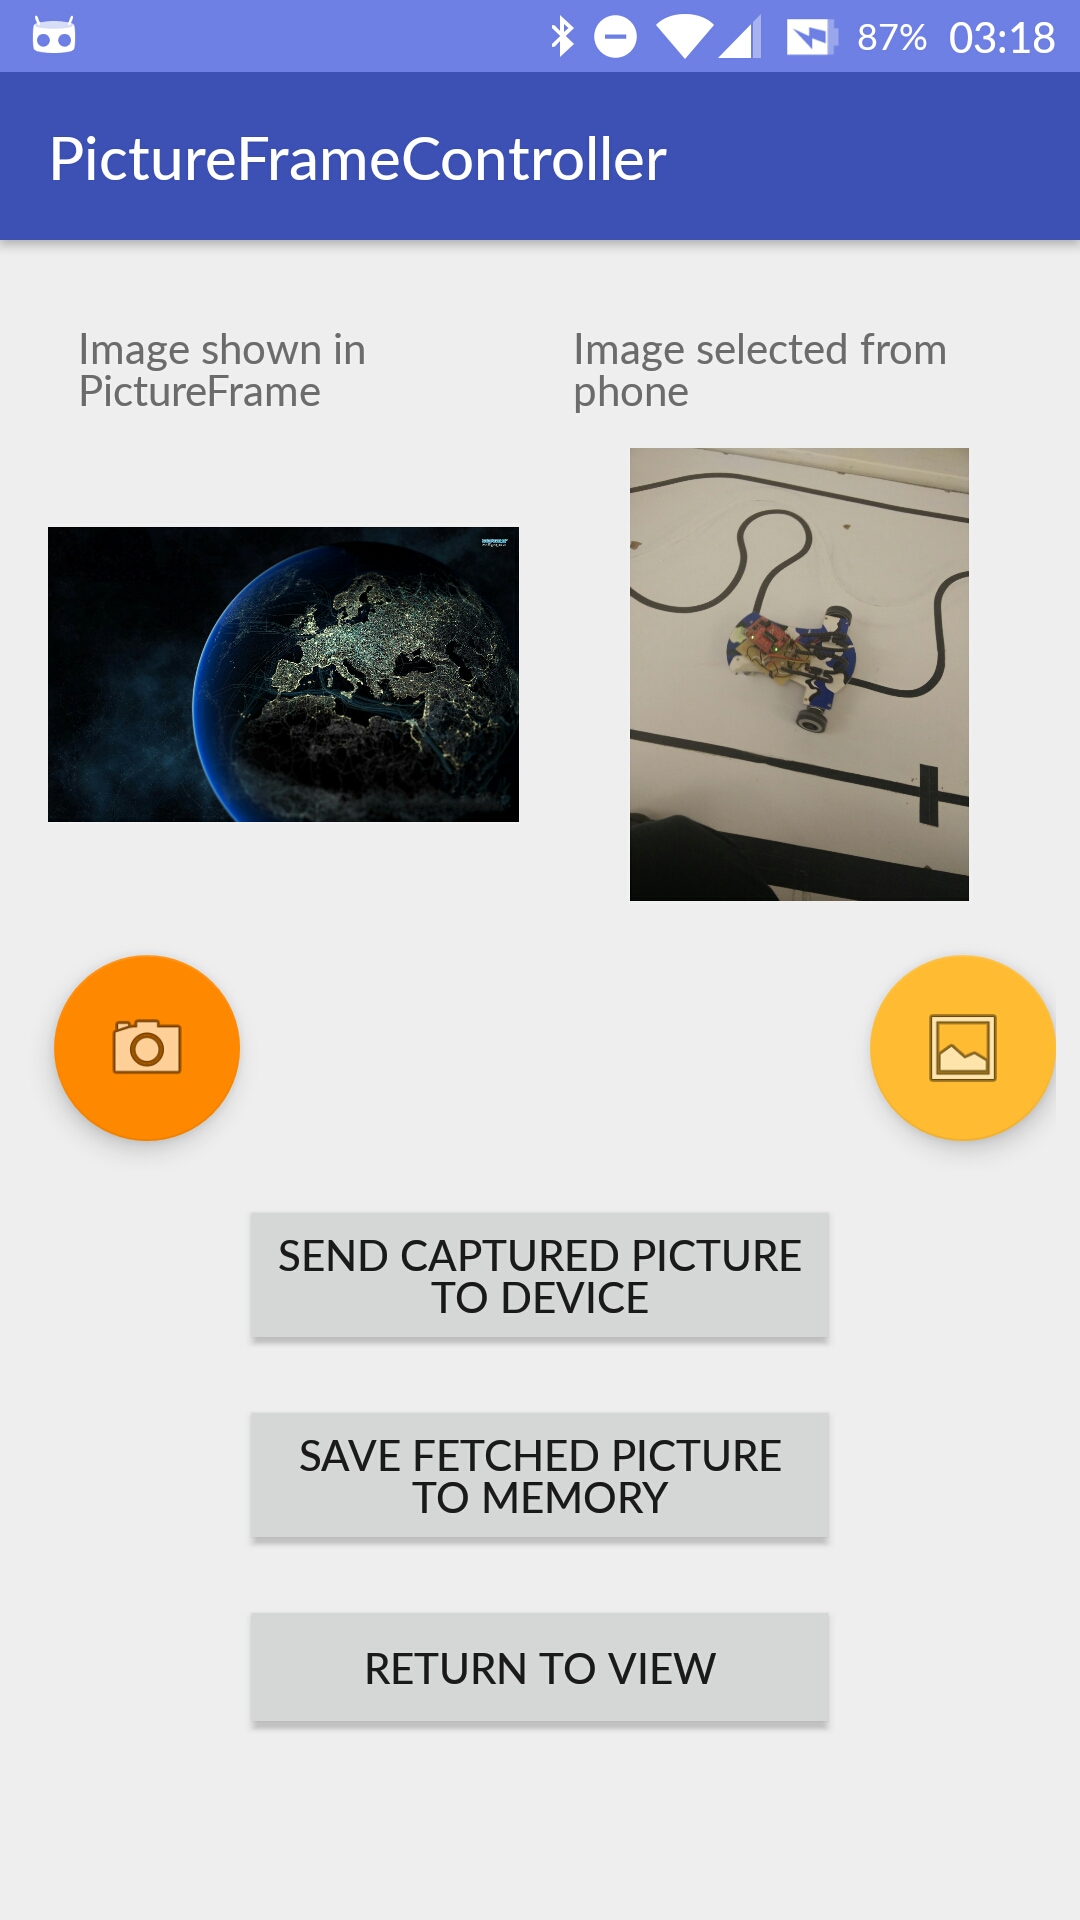 87% 03:18
PictureFrameController
Image shown in
PictureFrame
Image selected from
phone
SEND CAPTURED PICTURE
TO DEVICE
SAVE FETCHED PICTURE
TO MEMORY
RETURN TO VIEW